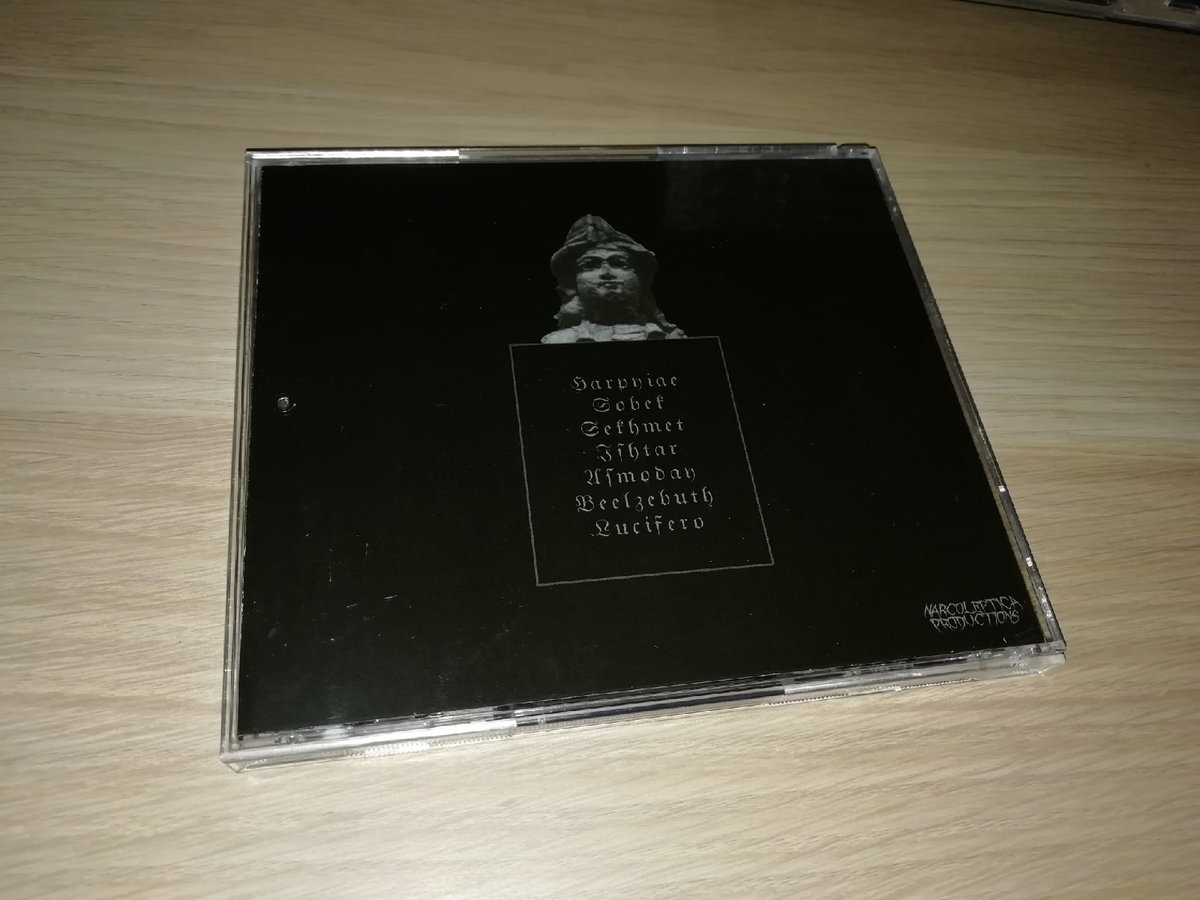 Harpyiae
Sobek
Sekhmet
Iſhtar
Aſmoday
Beelzebuth
Lucifero
NARCOLEPTICA
PRODUCTIONS